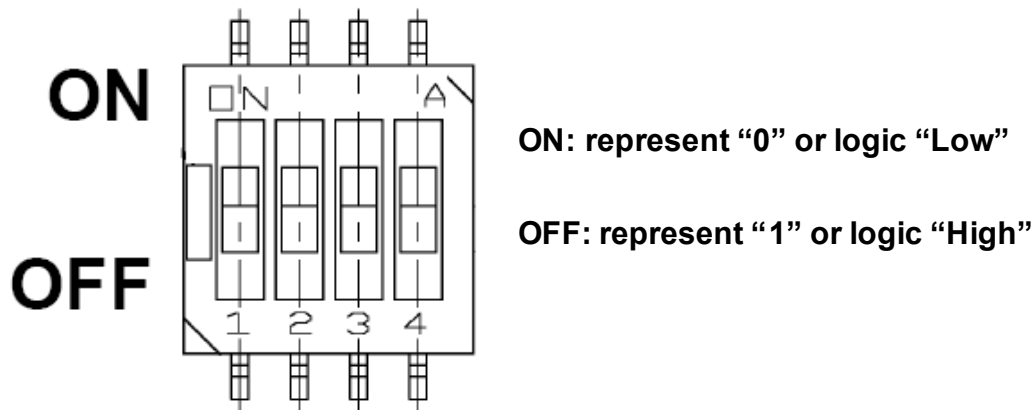 ON
ON A
ON: represent “0” or logic “Low”
OFF: represent “1” or logic “High”
OFF
1 2 3 4